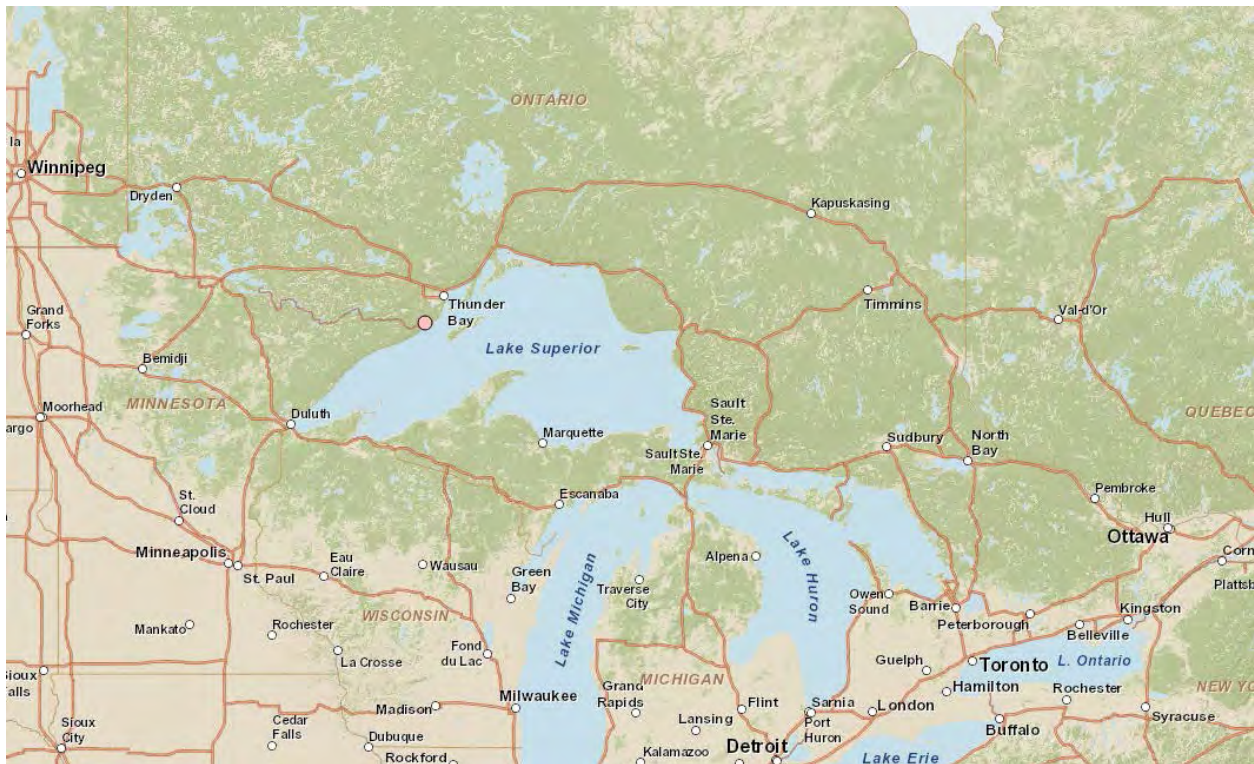 ONTARIO
la
Winnipeg
Dryden
Kapuskasing
Thunder
Bay
Timmins
Val-d'Or
Grand
Forks
Lake Superior
Bemidji
MINNESOTA
Moorhead
argo
Duluth
Marquette
Sault
Ste.
Marie
Sault Ste.
Marie
Sudbury
North
Bay
QUEBEC
Escanaba
Pembroke
St.
Cloud
Hull
Ottawa
Minneapolis
St. Paul
Eau
Claire
Wausau
Green
Bay
Lake Michigan
Traverse
City
Alpena
Lake Huron
Corn
Plattsb
Owen
Sound
Barrie
Kingston
WISCONSIN
Mankato
Rochester
Peterborough
Belleville
La Crosse
Fond
du Lac
Guelph
Toronto
L. Ontario
Sioux
alls
MICHIGAN
Hamilton
Rochester
NEW YO
Milwaukee
Grand
Rapids
Madison
Flint
Sarnia
Port
Huron
London
Lansing
Syracuse
Sioux
City
Cedar
Falls
Dubuque
Buffalo
Rockford
Kalamazoo
Detroit
Lake Erie